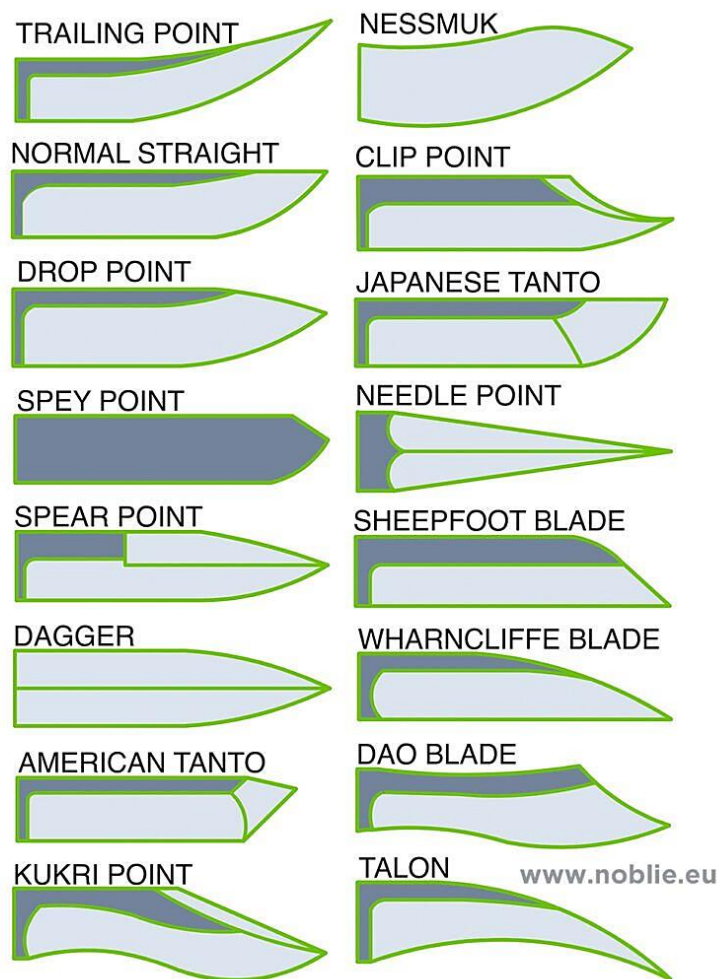 TRAILING POINT
NESSMUK
NORMAL STRAIGHT
CLIP POINT
DROP POINT
JAPANESE TANTO
SPEY POINT
NEEDLE POINT
SPEAR POINT
SHEEPFOOT BLADE
DAGGER
WHARNCLIFFE BLADE
AMERICAN TANTO
DAO BLADE
KUKRI POINT
TALON
www.noblie.eu